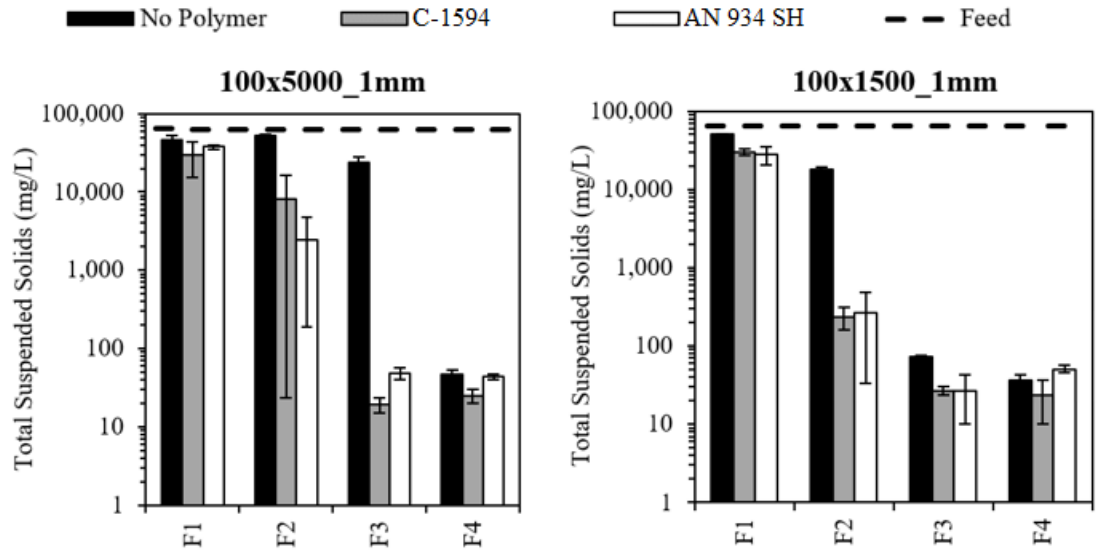 No Polymer C-1594 AN 934 SH Feed
100x5000_1mm
Total Suspended Solids (mg/L)
100,000
10,000
1,000
100
10
1
F1 F2 F3 F4
100x1500_1mm
Total Suspended Solids (mg/L)
100,000
10,000
1,000
100
10
1
F1 F2 F3 F4